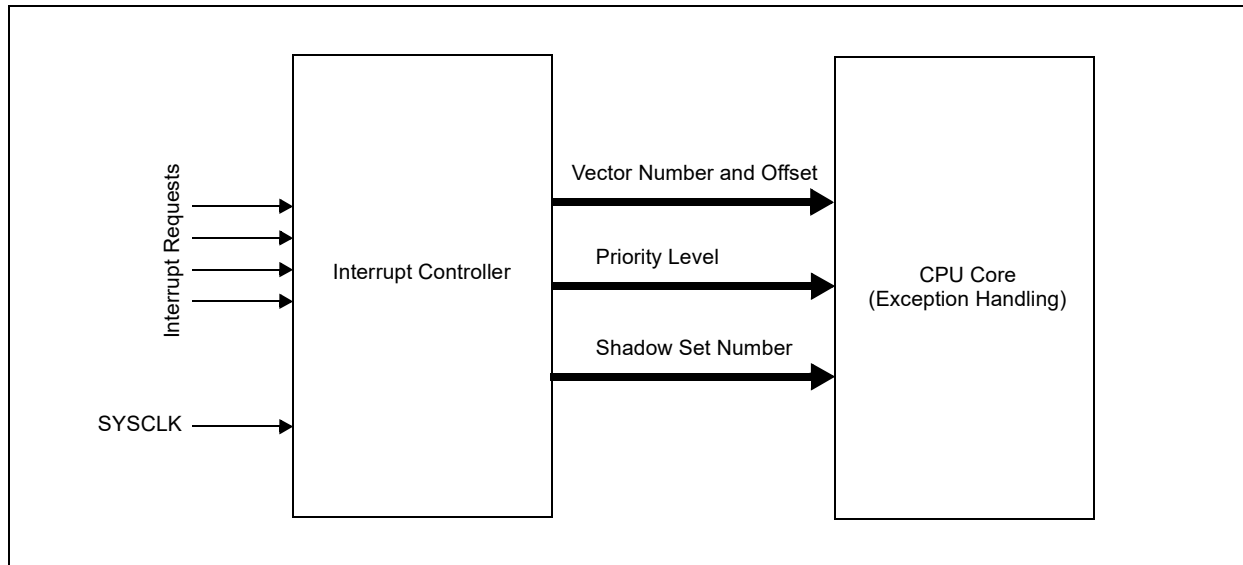 Interrupt Requests
SYSCLK
Interrupt Controller
Vector Number and Offset
Priority Level
Shadow Set Number
CPU Core
(Exception Handling)